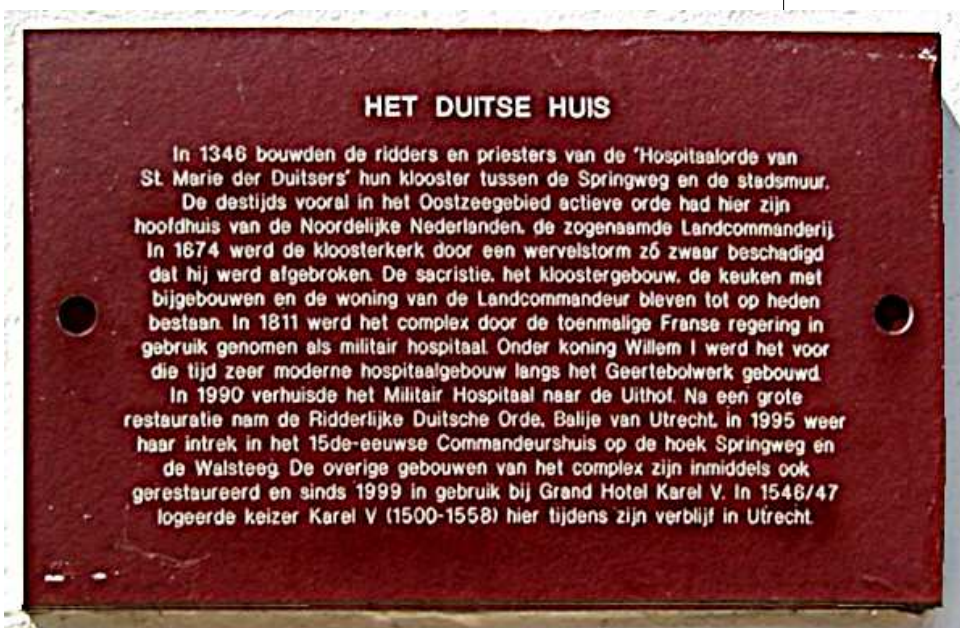 HET DUITSE HUIS
In 1346 bouwden de ridders en priesters van de 'Hospitaalorde van
St. Marie der Duitsers' hun klooster tussen de Springweg en de stadsmuur.
De destijds vooral in het Oostzeegebied actieve orde had hier zijn
hoofdhuis van de Noordelijke Nederlanden, de zogenaamde Landcommanderij.
In 1674 werd de kloosterkerk door een wervelstorm zó zwaar beschadigd
dat hij werd afgebroken. De sacristie, het kloostergebouw, de keuken met
bijgebouwen en de woning van de Landcommandeur bleven tot op heden
bestaan. In 1811 werd het complex door de toenmalige Franse regering in
gebruik genomen als militair hospitaal. Onder koning Willem I werd het voor
die tijd zeer moderne hospitaalgebouw langs het Geertebolwerk gebouwd.
In 1990 verhuisde het Militair Hospitaal naar de Uithof. Na een grote
restauratie nam de Ridderlijke Duitsche Orde, Balije van Utrecht, in 1995 weer
haar intrek in het 15de-eeuwse Commandeurshuis op de hoek Springweg en
de Walsteeg. De overige gebouwen van het complex zijn inmiddels ook
gerestaureerd en sinds 1999 in gebruik bij Grand Hotel Karel V. In 1546/47
logeerde keizer Karel V (1500-1558) hier tijdens zijn verblijf in Utrecht.